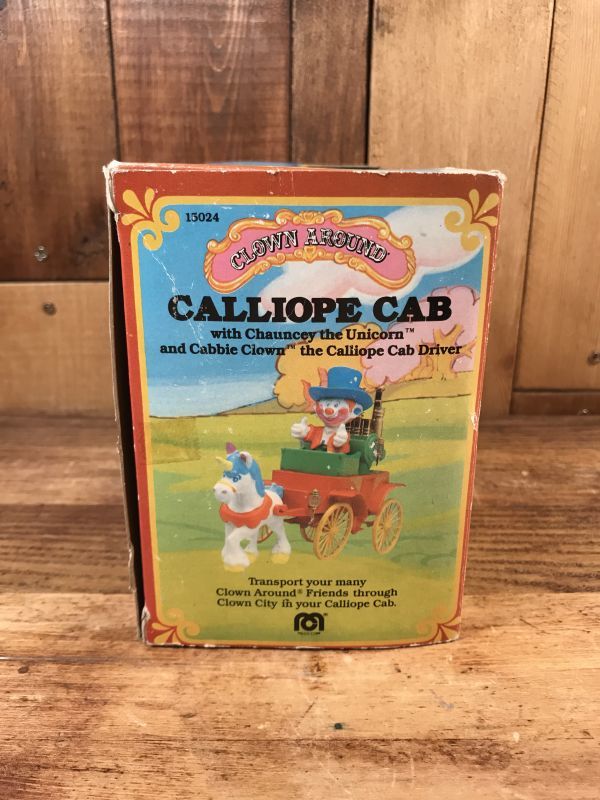 15024
CLOWN AROUND
CALLIOPE CAB
with Chauncey the Unicorn™
and Cabbie Clown™ the Calliope Cab Driver
Transport your many
Clown Around® Friends through
Clown City in your Calliope Cab.